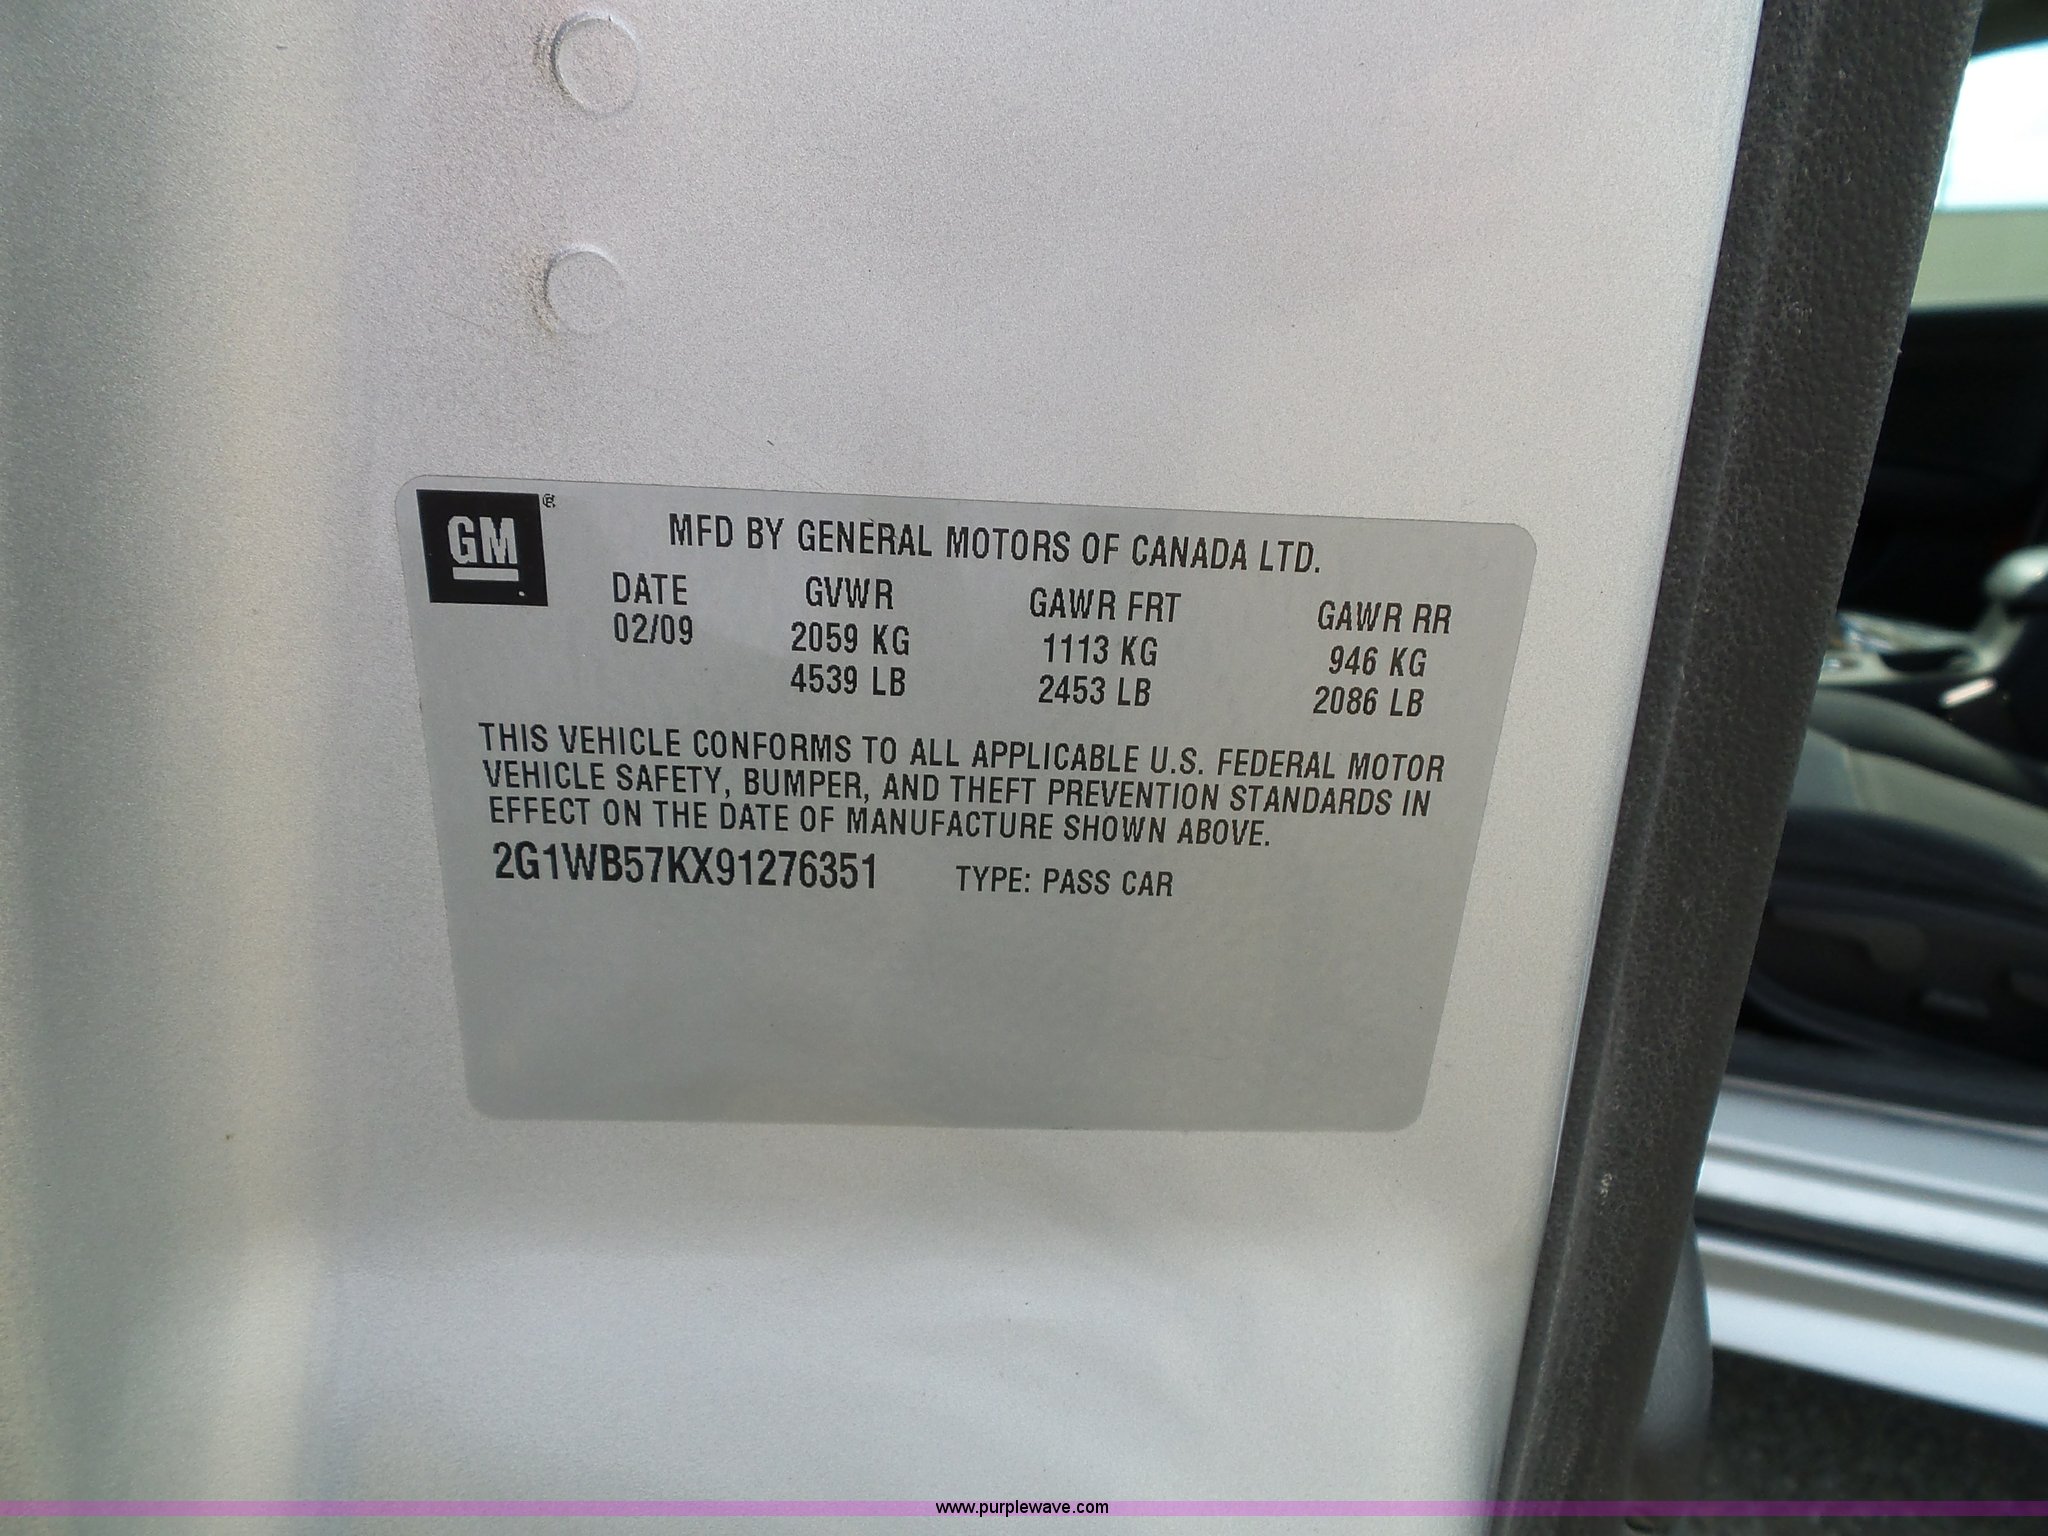 GM ®
MFD BY GENERAL MOTORS OF CANADA LTD.
DATE GVWR GAWR FRT GAWR RR
02/09 2059 KG 1113 KG 946 KG
4539 LB 2453 LB 2086 LB
THIS VEHICLE CONFORMS TO ALL APPLICABLE U.S. FEDERAL MOTOR
VEHICLE SAFETY, BUMPER, AND THEFT PREVENTION STANDARDS IN
EFFECT ON THE DATE OF MANUFACTURE SHOWN ABOVE.
2G1WB57KX91276351 TYPE: PASS CAR
www.purplewave.com